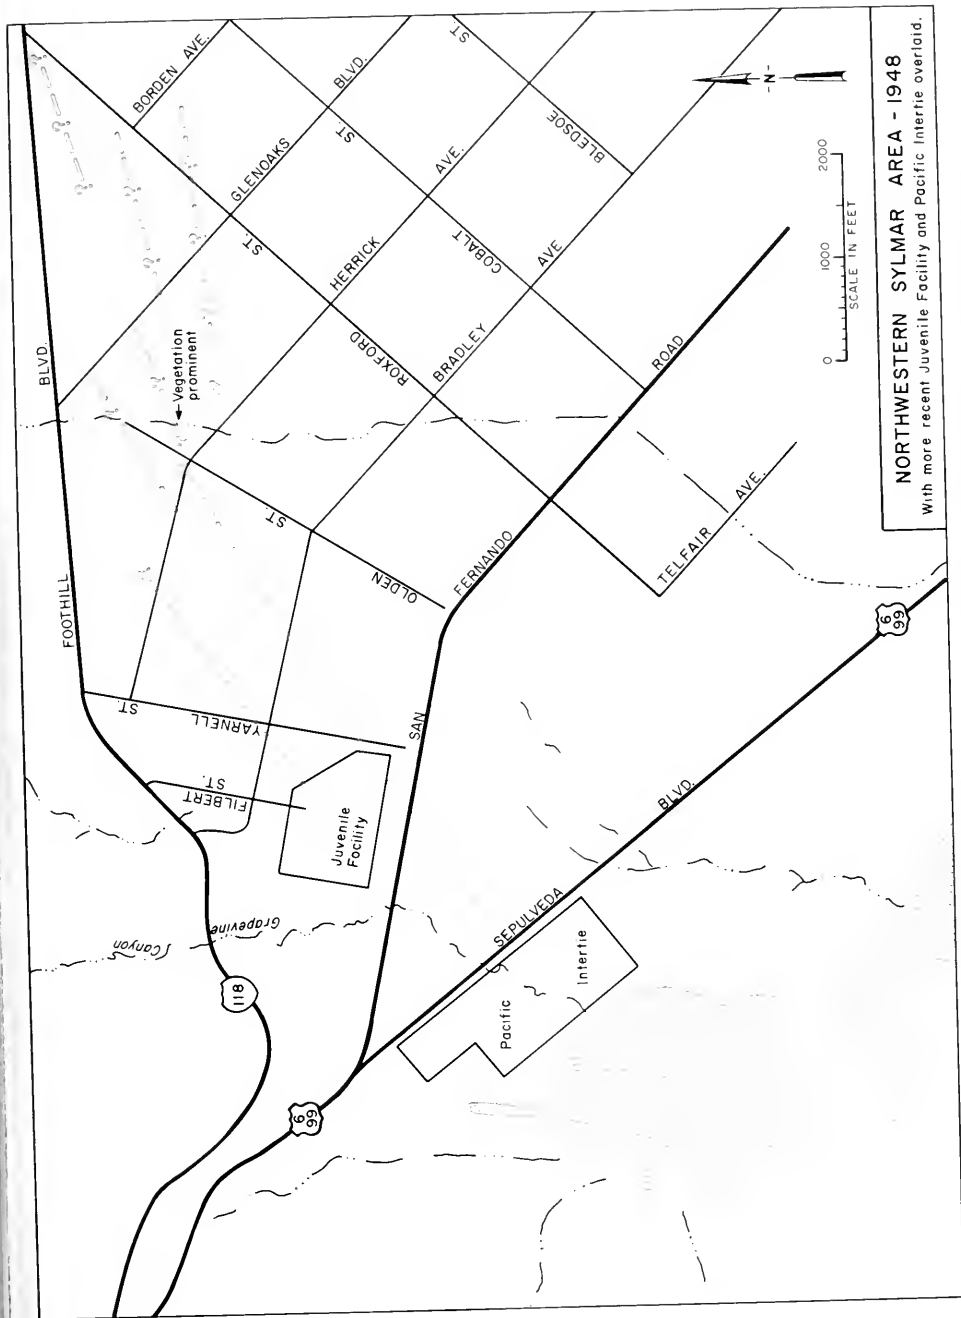 BORDEN AVE.
BLVD.
ST.
GLENOAKS
ST.
BLEDSOE
AVE.
ST.
HERRICK
COBALT
AVE
ROXFORD
BRADLEY
ROAD
BLVD.
←Vegetation
prominent
FOOTHILL
ST.
OLDEN
FERNANDO
TELFAIR AVE.
ST.
YARNELL
SAN
ST.
FILBERT
Juvenile
Facility
BLVD.
SEPULVEDA
6
99
Grapevine
Canyon
118
Pacific
Intertie
6
99
-N-
0 1000 2000
SCALE IN FEET
NORTHWESTERN SYLMAR AREA - 1948
With more recent Juvenile Facility and Pacific Intertie overlaid.